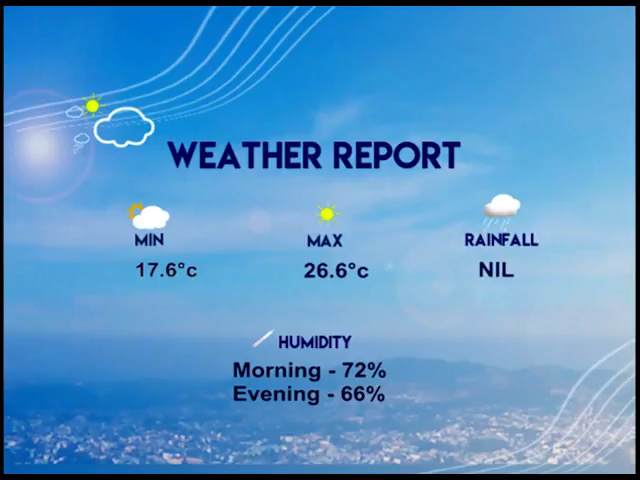 WEATHER REPORT
MIN MAX RAINFALL
17.6°c 26.6°c NIL
HUMIDITY
Morning - 72%
Evening - 66%